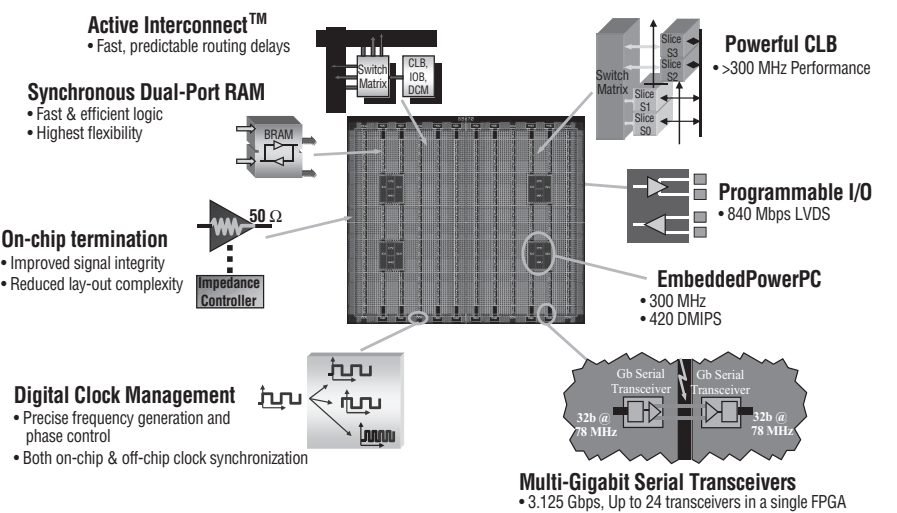 Active Interconnect™
• Fast, predictable routing delays
Switch
Matrix
CLB,
IOB,
DCM
Synchronous Dual-Port RAM
• Fast & efficient logic
• Highest flexibility
BRAM
Switch
Matrix
Slice
S3
Slice
S2
Slice
S1
Slice
S0
Powerful CLB
• >300 MHz Performance
Programmable I/O
• 840 Mbps LVDS
50 Ω
On-chip termination
• Improved signal integrity
• Reduced lay-out complexity
Impedance
Controller
EmbeddedPowerPC
• 300 MHz
• 420 DMIPS
Digital Clock Management
• Precise frequency generation and
phase control
• Both on-chip & off-chip clock synchronization
Gb Serial
Transceiver
Gb Serial
Transceiver
32b @
78 MHz
32b @
78 MHz
Multi-Gigabit Serial Transceivers
• 3.125 Gbps, Up to 24 transceivers in a single FPGA